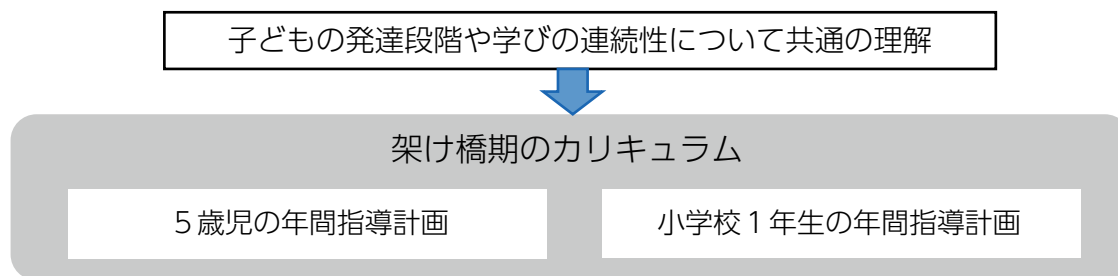 子どもの発達段階や学びの連続性について共通の理解
架け橋期のカリキュラム
５歳児の年間指導計画
小学校１年生の年間指導計画